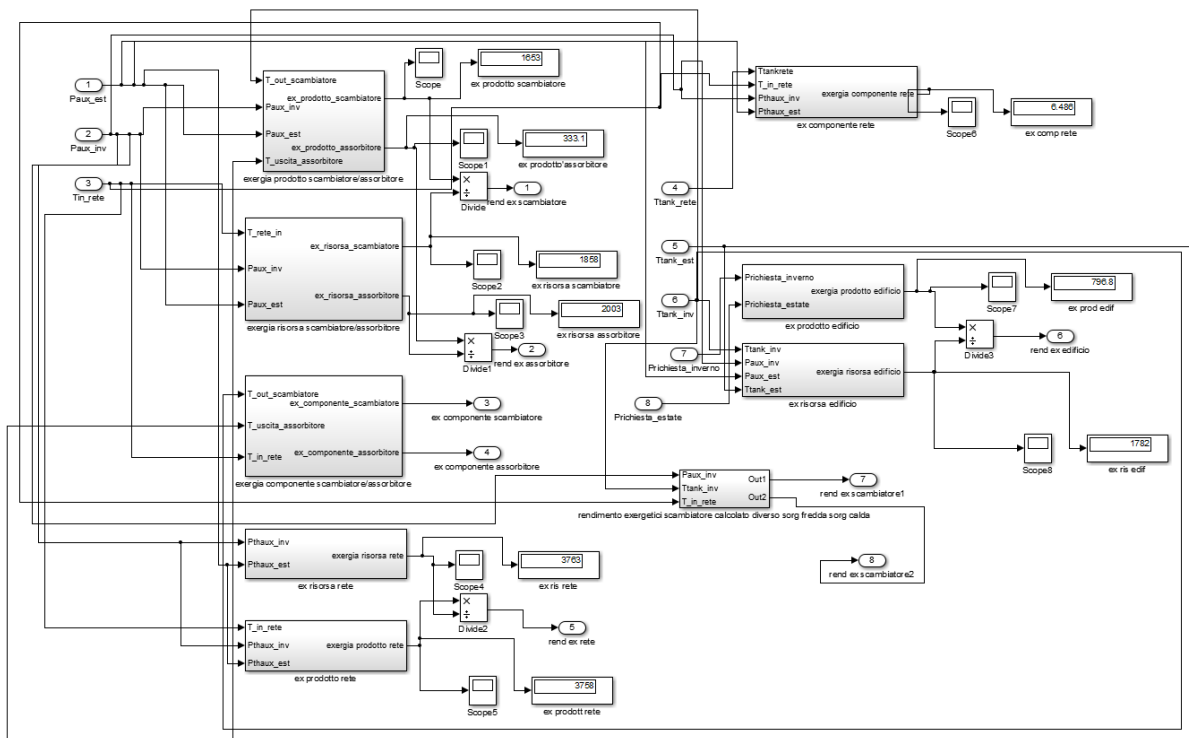 1
Paux_est
2
Paux_inv
3
Tin_rete
T_out_scambiatore
Paux_inv
Paux_est
T_uscita_assorbitore
ex_prodotto_scambiatore
ex_prodotto_assorbitore
exergia prodotto scambiatore/assorbitore
Scope
1653
ex prodotto scambiatore
Scope1
333.1
ex prodotto'assorbitore
×
÷
Divide
1
rend ex scambiatore
T_rete_in
Paux_inv
Paux_est
ex_risorsa_scambiatore
ex_risorsa_assorbitore
exergia risorsa scambiatore/assorbitore
Scope2
1858
ex risorsa scambiatore
Scope3
2003
ex risorsa assorbitore
×
÷
Divide1
2
rend ex assorbitore
T_out_scambiatore
T_uscita_assorbitore
T_in_rete
ex_componente_scambiatore
ex_componente_assorbitore
exergia componente scambiatore/assorbitore
3
ex componente scambiatore
4
ex componente assorbitore
Pthaux_inv
Pthaux_est
exergia risorsa rete
ex risorsa rete
Scope4
3763
ex ris rete
×
÷
Divide2
5
rend ex rete
T_in_rete
Pthaux_inv
Pthaux_est
exergia prodotto rete
ex prodotto rete
Scope5
3758
ex prodott rete
Ttankrete
T_in_rete
Pthaux_inv
Pthaux_est
exergia componente rete
ex componente rete
Scope6
6.486
ex comp rete
4
Ttank_rete
5
Ttank_est
6
Ttank_inv
7
Prichiesta_inverno
8
Prichiesta_estate
Prichiesta_inverno
Prichiesta_estate
exergia prodotto edificio
ex prodotto edificio
Scope7
796.8
ex prod edif
×
÷
Divide3
6
rend ex edificio
Ttank_inv
Paux_inv
Paux_est
Ttank_est
exergia risorsa edificio
ex risorsa edificio
Scope8
1782
ex ris edif
Paux_inv
Ttank_inv
T_in_rete
Out1
Out2
rendimento exergetici scambiatore calcolato diverso sorg fredda sorg calda
7
rend ex scambiatore1
8
rend ex scambiatore2